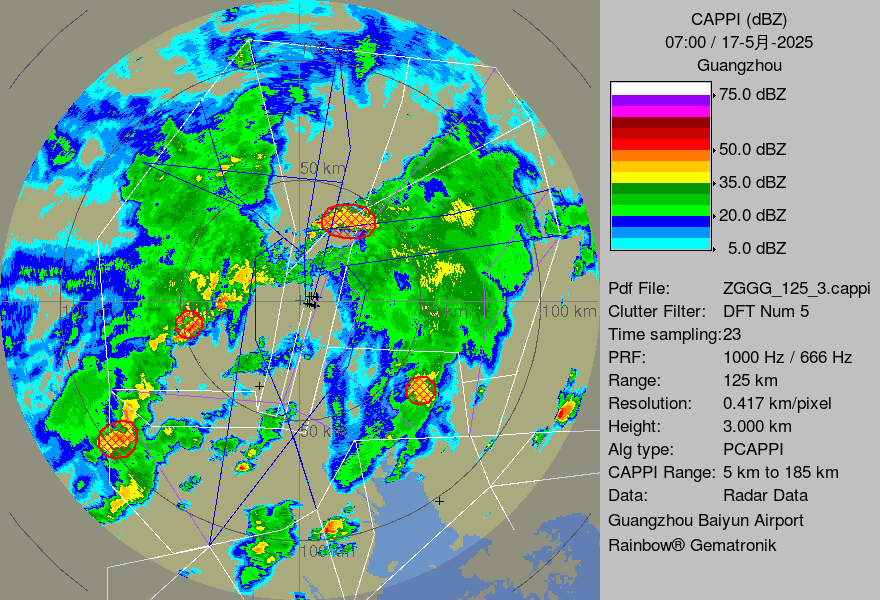 CAPPI (dBZ)
07:00 / 17-5月-2025
Guangzhou
75.0 dBZ
50.0 dBZ
35.0 dBZ
20.0 dBZ
5.0 dBZ
Pdf File: ZGGG_125_3.cappi
Clutter Filter: DFT Num 5
Time sampling:23
PRF: 1000 Hz / 666 Hz
Range: 125 km
Resolution: 0.417 km/pixel
Height: 3.000 km
Alg type: PCAPPI
CAPPI Range: 5 km to 185 km
Data: Radar Data
Guangzhou Baiyun Airport
Rainbow® Gematronik
50 km
100 km
50 km
100 km